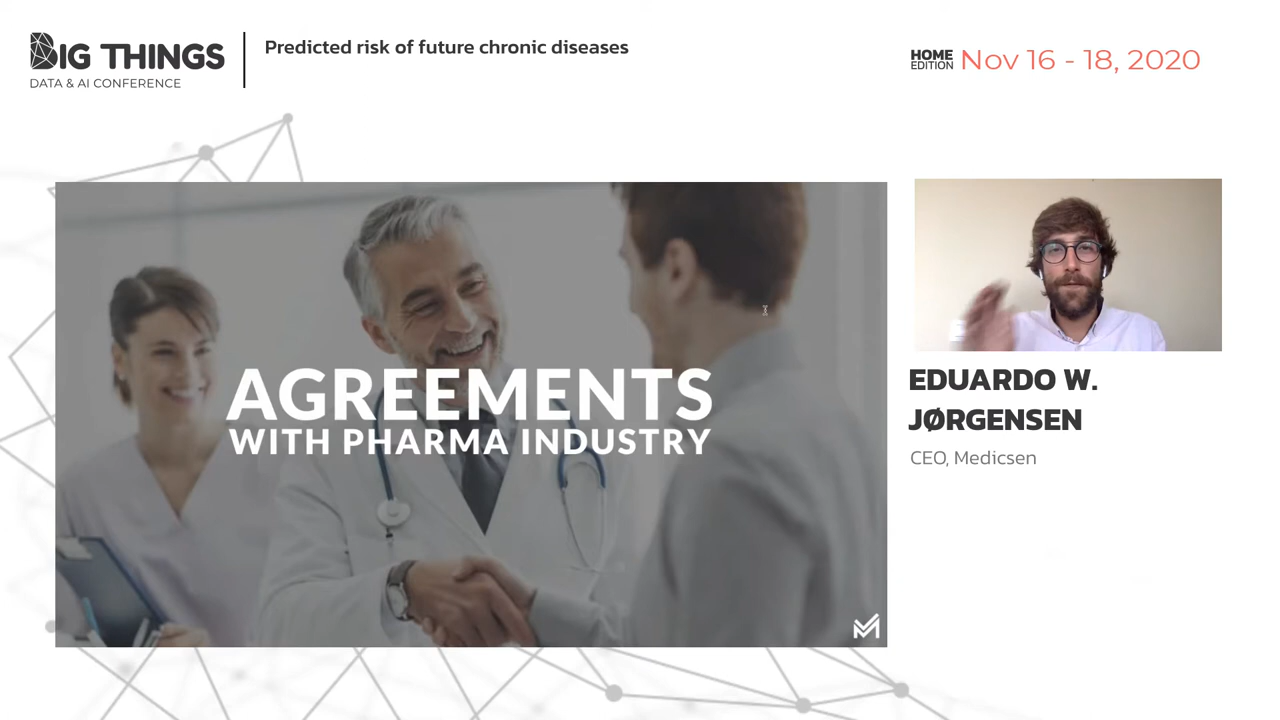 BIG THINGS
DATA & AI CONFERENCE
Predicted risk of future chronic diseases
HOME
EDITION
Nov 16 - 18, 2020
AGREEMENTS
WITH PHARMA INDUSTRY
EDUARDO W.
JØRGENSEN
CEO, Medicsen